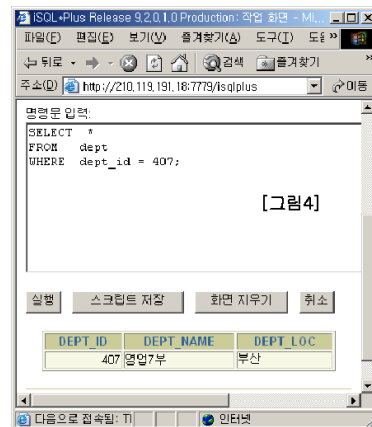 iSQL*Plus Release 9.2.0.1.0 Production: 작업 화면 - Mi...
파일(F) 편집(E) 보기(V) 즐겨찾기(A) 도구(T)
뒤로 검색 즐겨찾기
주소(D) http://210.119.191.18:7779/isqlplus 이동
명령문 입력:
SELECT *
FROM dept
WHERE dept_id = 407;
[그림4]
실행 스크립트 저장 화면 지우기 취소
DEPT_ID DEPT_NAME DEPT_LOC
407 영업7부 부산
다음으로 접속됨: 인터넷